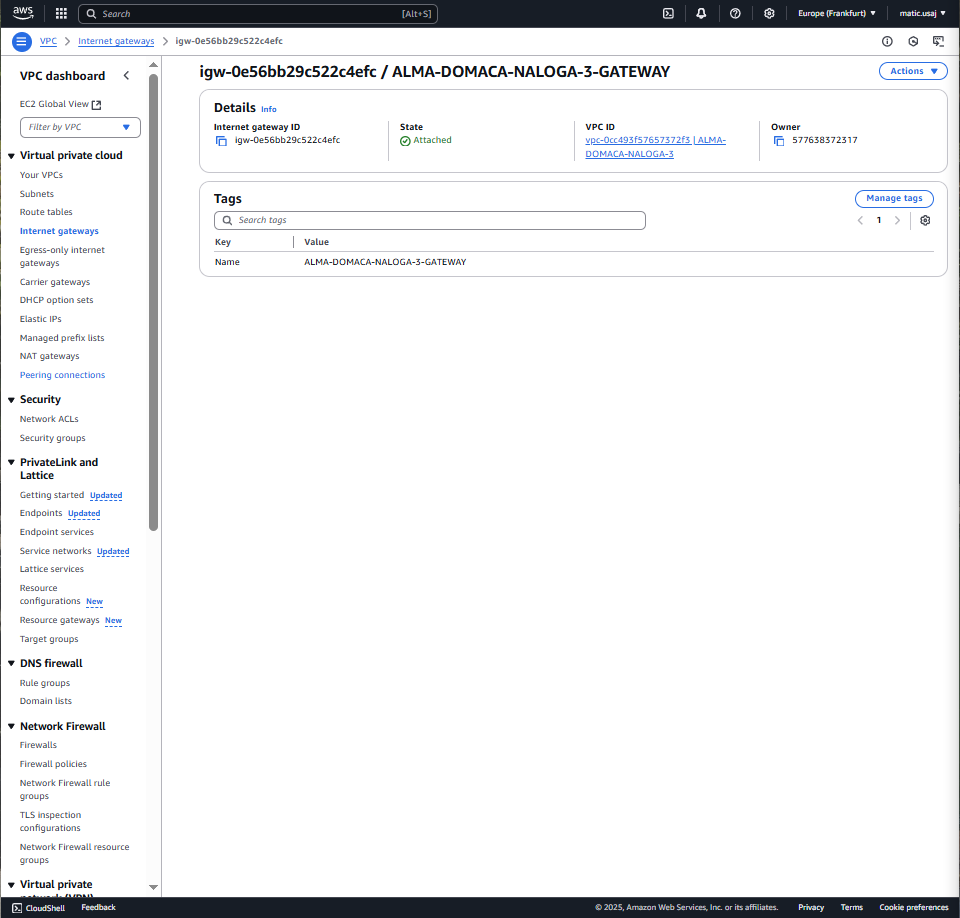 aws
Search [Alt+S]
Europe (Frankfurt) ▼
matic.usaj ▼
VPC > Internet gateways > igw-0e56bb29c522c4efc
VPC dashboard
EC2 Global View
Filter by VPC
Virtual private cloud
Your VPCs
Subnets
Route tables
Internet gateways
Egress-only internet
gateways
Carrier gateways
DHCP option sets
Elastic IPs
Managed prefix lists
NAT gateways
Peering connections
Security
Network ACLs
Security groups
PrivateLink and
Lattice
Getting started Updated
Endpoints Updated
Endpoint services
Service networks Updated
Lattice services
Resource
configurations New
Resource gateways New
Target groups
DNS firewall
Rule groups
Domain lists
Network Firewall
Firewalls
Firewall policies
Network Firewall rule
groups
TLS inspection
configurations
Network Firewall resource
groups
Virtual private
network (VPN)
igw-0e56bb29c522c4efc / ALMA-DOMACA-NALOGA-3-GATEWAY
Actions ▼
Details Info
Internet gateway ID
igw-0e56bb29c522c4efc
State
Attached
VPC ID
vpc-0cc493f57657372f3 | ALMA-
DOMACA-NALOGA-3
Owner
577638372317
Tags
Manage tags
Search tags
< 1 >
Key Value
Name ALMA-DOMACA-NALOGA-3-GATEWAY
CloudShell Feedback © 2025, Amazon Web Services, Inc. or its affiliates. Privacy Terms Cookie preferences